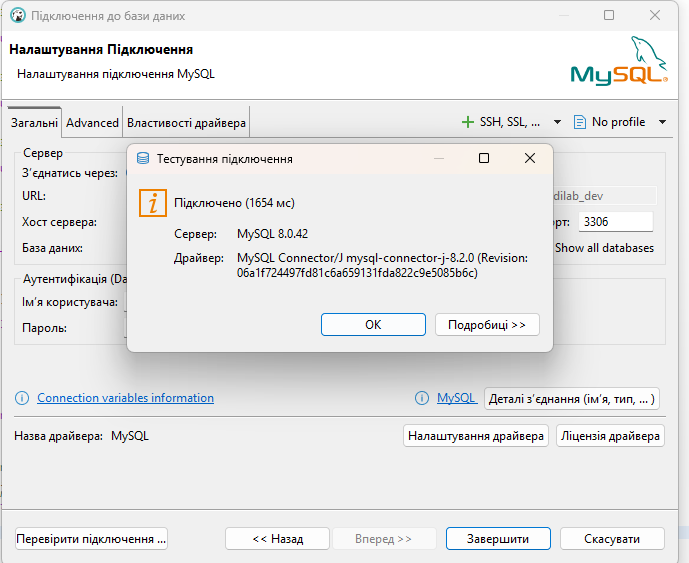 Підключення до бази даних
Налаштування Підключення
Налаштування підключення MySQL
MySQL
Загальні Advanced Властивості драйвера SSH, SSL, ... No profile
Сервер
Тестування підключення
З'єднатись через:
URL: dilab_dev
Підключено (1654 мс)
Хост сервера: 3306
Сервер: MySQL 8.0.42
База даних: Show all databases
Драйвер: MySQL Connector/J mysql-connector-j-8.2.0 (Revision:
06a1f724497fd81c6a659131fda822c9e5085b6c)
Аутентифікація (Da
Ім'я користувача:
Пароль:
OK Подробиці >>
Connection variables information MySQL Деталі з'єднання (ім'я, тип, ... )
Назва драйвера: MySQL Налаштування драйвера Ліцензія драйвера
Перевірити підключення ... << Назад Вперед >> Завершити Скасувати